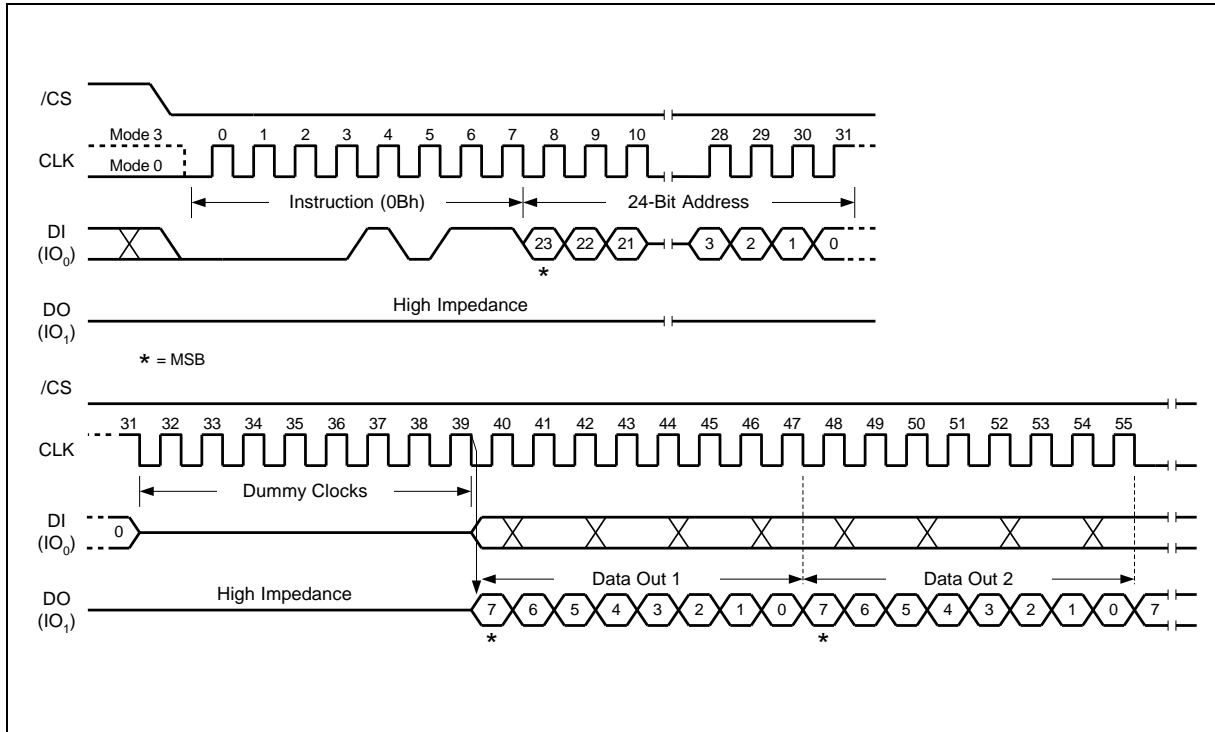 /CS
Mode 3 0 1 2 3 4 5 6 7 8 9 10 28 29 30 31
CLK
Mode 0
Instruction (0Bh) 24-Bit Address
DI
(IO0) 23 22 21 3 2 1 0
*
High Impedance
DO
(IO1)
* = MSB
/CS
31 32 33 34 35 36 37 38 39 40 41 42 43 44 45 46 47 48 49 50 51 52 53 54 55
CLK
Dummy Clocks
DI
(IO0) 0
High Impedance Data Out 1 Data Out 2
DO
(IO1) 7 6 5 4 3 2 1 0 7 6 5 4 3 2 1 0 7
* *